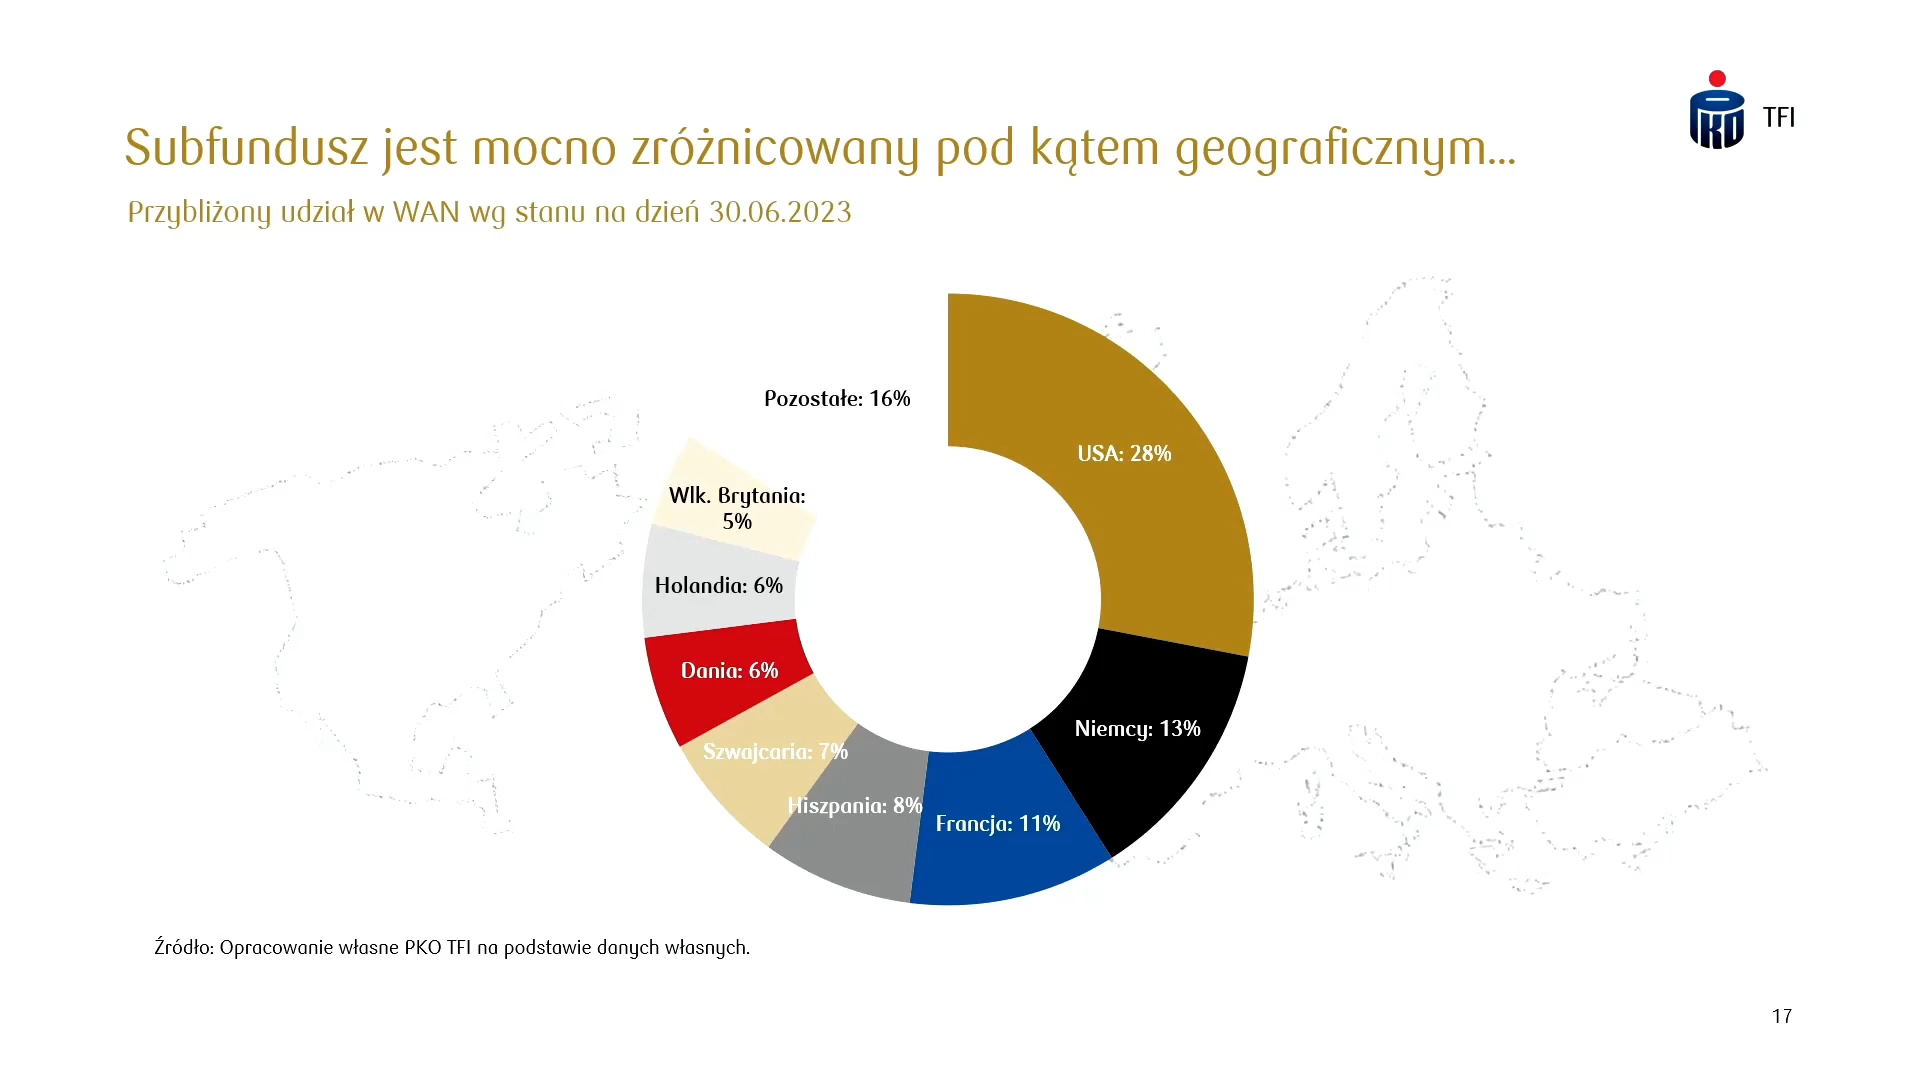 PKO TFI
Subfundusz jest mocno zróżnicowany pod kątem geograficznym...
Przybliżony udział w WAN wg stanu na dzień 30.06.2023
Pozostałe: 16%
USA: 28%
Wlk. Brytania:
5%
Holandia: 6%
Dania: 6%
Niemcy: 13%
Szwajcaria: 7%
Hiszpania: 8%
Francja: 11%
Źródło: Opracowanie własne PKO TFI na podstawie danych własnych.
17